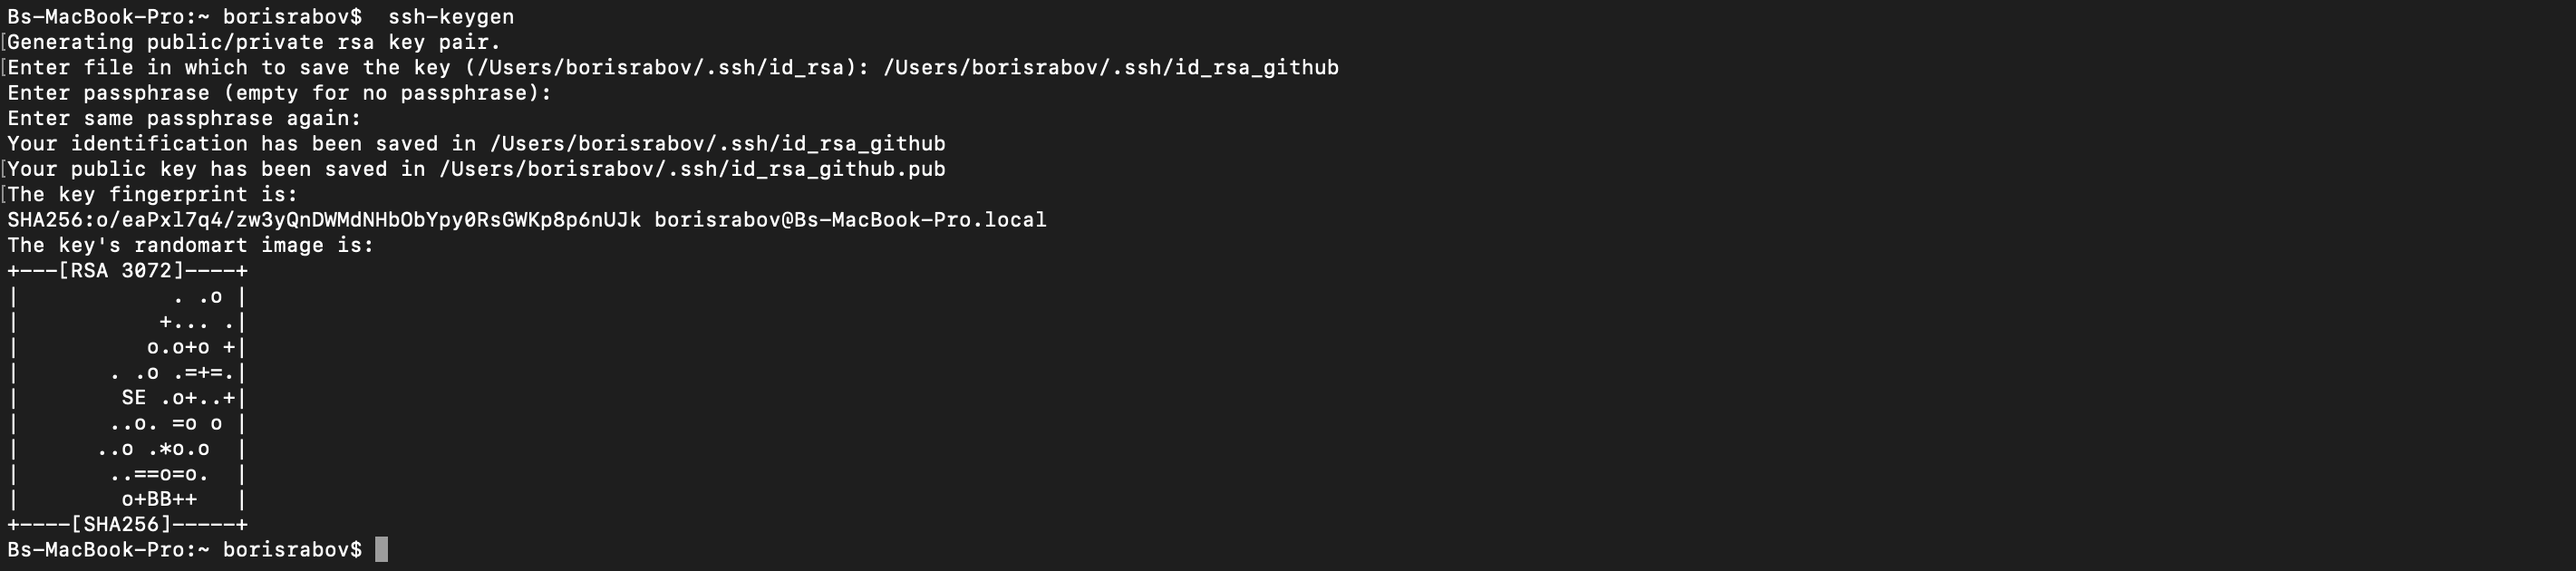 Bs-MacBook-Pro:~ borisrabov$  ssh-keygen
[Generating public/private rsa key pair.
[Enter file in which to save the key (/Users/borisrabov/.ssh/id_rsa): /Users/borisrabov/.ssh/id_rsa_github
Enter passphrase (empty for no passphrase):
Enter same passphrase again:
Your identification has been saved in /Users/borisrabov/.ssh/id_rsa_github
[Your public key has been saved in /Users/borisrabov/.ssh/id_rsa_github.pub
[The key fingerprint is:
SHA256:o/eaPxl7q4/zw3yQnDWMdNHbObYpy0RsGWKp8p6nUJk borisrabov@Bs-MacBook-Pro.local
The key's randomart image is:
+---[RSA 3072]----+
|            . .o |
|           +... .|
|          o.o+o +|
|       . .o .=+=.|
|        SE .o+..+|
|       ..o. =o o |
|      ..o .*o.o  |
|       ..==o=o.  |
|        o+BB++   |
+----[SHA256]-----+
Bs-MacBook-Pro:~ borisrabov$